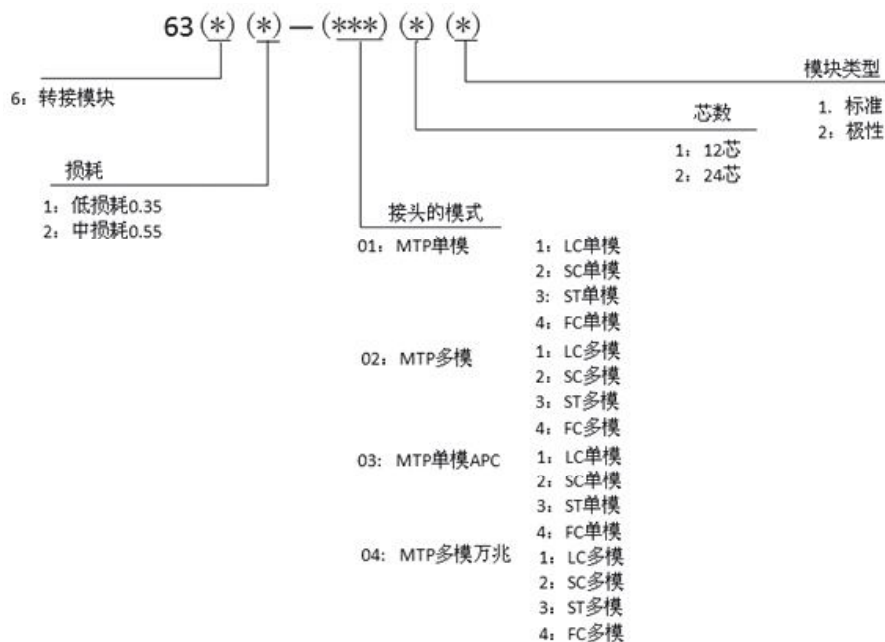 63(*)(*)—(***)(*)(*)
模块类型
1. 标准
2：极性
6：转接模块
芯数
1：12芯
2：24芯
损耗
1：低损耗0.35
2：中损耗0.55
接头的模式
01：MTP单模
1：LC单模
2：SC单模
3：ST单模
4：FC单模
02：MTP多模
1：LC多模
2：SC多模
3：ST多模
4：FC多模
03：MTP单模APC
1：LC单模
2：SC单模
3：ST单模
4：FC单模
04：MTP多模万兆
1：LC多模
2：SC多模
3：ST多模
4：FC多模